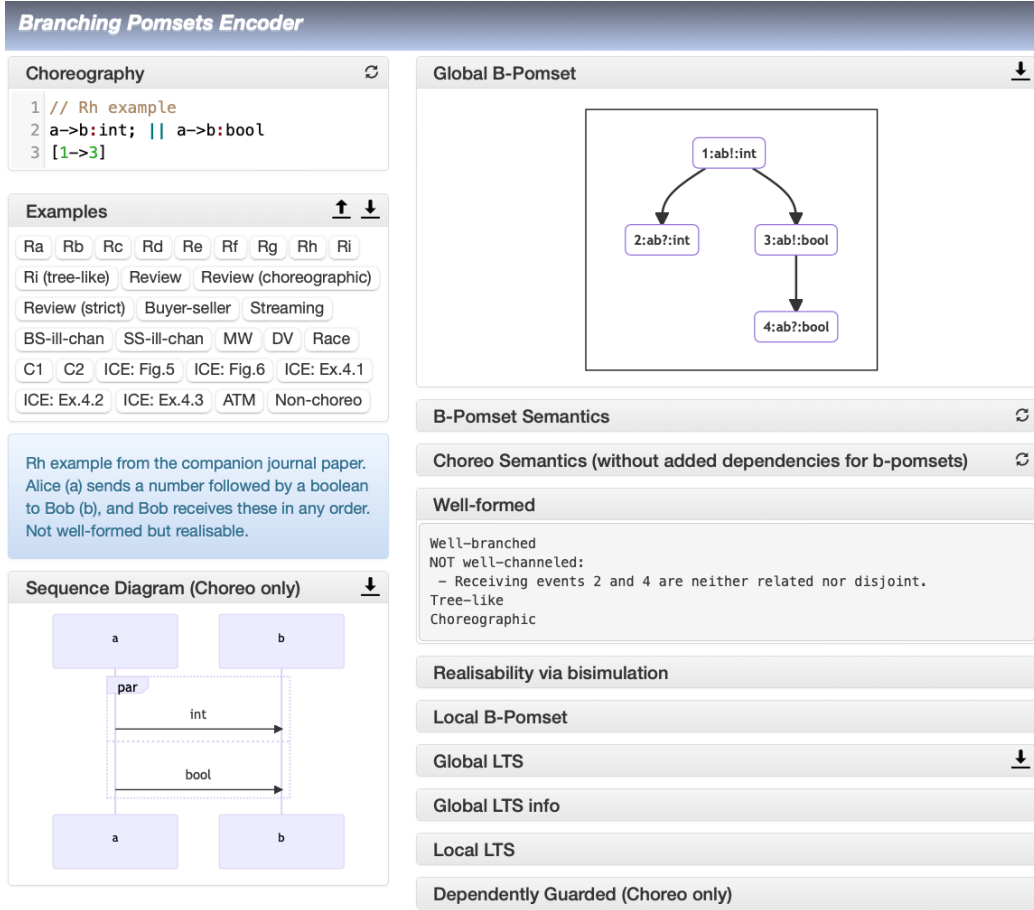 Branching Pomsets Encoder
Choreography
1 // Rh example
2 a->b:int; || a->b:bool
3 [1->3]
Examples
Ra Rb Rc Rd Re Rf Rg Rh Ri
Ri (tree-like) Review Review (choreographic)
Review (strict) Buyer-seller Streaming
BS-ill-chan SS-ill-chan MW DV Race
C1 C2 ICE: Fig.5 ICE: Fig.6 ICE: Ex.4.1
ICE: Ex.4.2 ICE: Ex.4.3 ATM Non-choreo
Rh example from the companion journal paper.
Alice (a) sends a number followed by a boolean
to Bob (b), and Bob receives these in any order.
Not well-formed but realisable.
Sequence Diagram (Choreo only)
a b
par
int
bool
a b
Global B-Pomset
1:ab!:int
2:ab?:int 3:ab!:bool
4:ab?:bool
B-Pomset Semantics
Choreo Semantics (without added dependencies for b-pomsets)
Well-formed
Well-branched
NOT well-channeled:
- Receiving events 2 and 4 are neither related nor disjoint.
Tree-like
Choreographic
Realisability via bisimulation
Local B-Pomset
Global LTS
Global LTS info
Local LTS
Dependently Guarded (Choreo only)